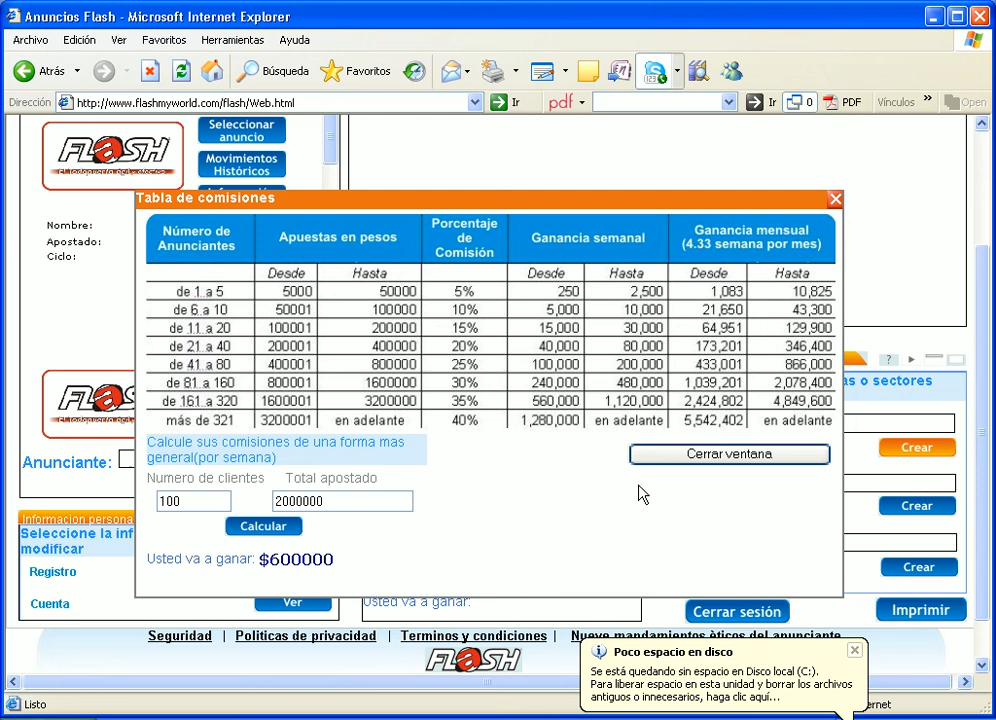 Anuncios Flash - Microsoft Internet Explorer
Archivo Edición Ver Favoritos Herramientas Ayuda
Atrás Búsqueda Favoritos
Dirección http://www.flashmyworld.com/flash/Web.html Ir pdf Ir 0 PDF Vínculos » Open
FLASH
Seleccionar
anuncio
Movimientos
Históricos
Nombre:
Apostado:
Ciclo:
Tabla de comisiones
Número de Anunciantes Apuestas en pesos Porcentaje de Comisión Ganancia semanal Ganancia mensual (4.33 semana por mes)
Desde Hasta Desde Hasta Desde Hasta
de 1 a 5 5000 50000 5% 250 2,500 1,083 10,825
de 6 a 10 50001 100000 10% 5,000 10,000 21,650 43,300
de 11 a 20 100001 200000 15% 15,000 30,000 64,951 129,900
de 21 a 40 200001 400000 20% 40,000 80,000 173,201 346,400
de 41 a 80 400001 800000 25% 100,000 200,000 433,001 866,000
de 81 a 160 800001 1600000 30% 240,000 480,000 1,039,201 2,078,400
de 161 a 320 1600001 3200000 35% 560,000 1,120,000 2,424,802 4,849,600
más de 321 3200001 en adelante 40% 1,280,000 en adelante 5,542,402 en adelante
Calcule sus comisiones de una forma mas
general(por semana)
Cerrar ventana
Numero de clientes Total apostado
100 2000000
Calcular
Usted va a ganar: $600000
as o sectores
Crear
Crear
Crear
Anunciante:
Informacion persona
Seleccione la inf
modificar
Registro
Cuenta
Ver
Usted va a ganar:
Cerrar sesión Imprimir
Seguridad | Politicas de privacidad | Terminos y condiciones | Nueve mandamientos èticos del anunciante
FLASH
Poco espacio en disco
Se está quedando sin espacio en Disco local (C:).
Para liberar espacio en esta unidad y borrar los archivos
antiguos o innecesarios, haga clic aquí...
Listo
ernet